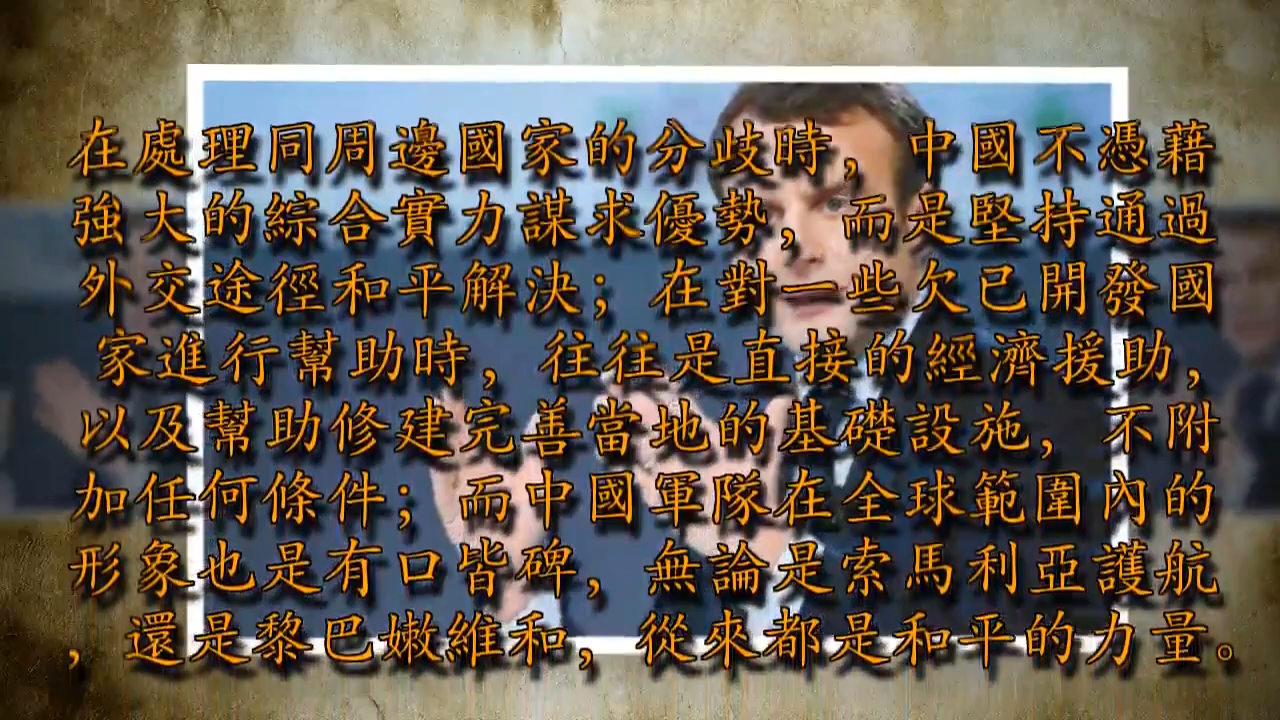 在處理同周邊國家的分歧時，中國不憑藉
強大的綜合實力謀求優勢，而是堅持通過
外交途徑和平解決；在對一些欠已開發國
家進行幫助時，往往是直接的經濟援助，
以及幫助修建完善當地的基礎設施，不附
加任何條件；而中國軍隊在全球範圍內的
形象也是有口皆碑，無論是索馬利亞護航
，還是黎巴嫩維和，從來都是和平的力量。